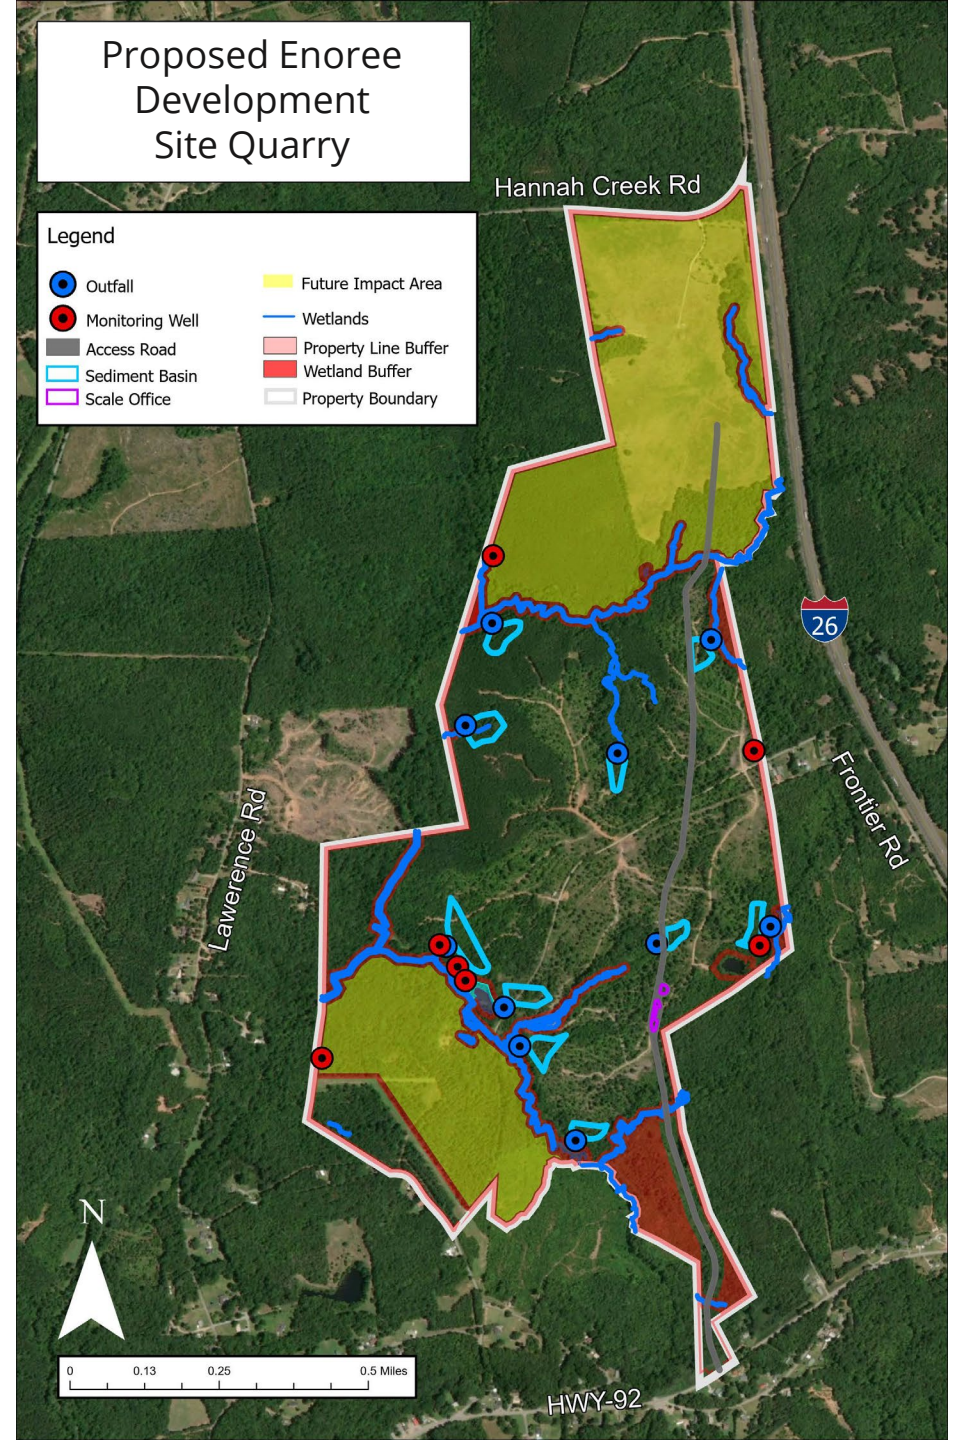 Proposed Enoree
Development
Site Quarry
Hannah Creek Rd
Legend
Outfall
Monitoring Well
Access Road
Sediment Basin
Scale Office
Future Impact Area
Wetlands
Property Line Buffer
Wetland Buffer
Property Boundary
26
Frontier Rd
Lawerence Rd
N
0 0.13 0.25 0.5 Miles
HWY-92